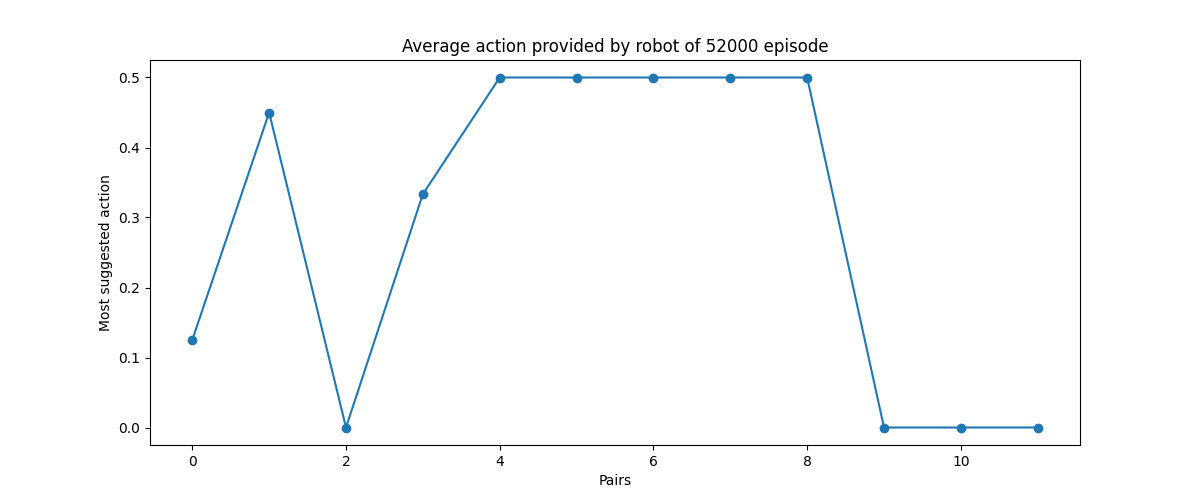 Average action provided by robot of 52000 episode
Most suggested action
0.5
0.4
0.3
0.2
0.1
0.0
0 2 4 6 8 10
Pairs